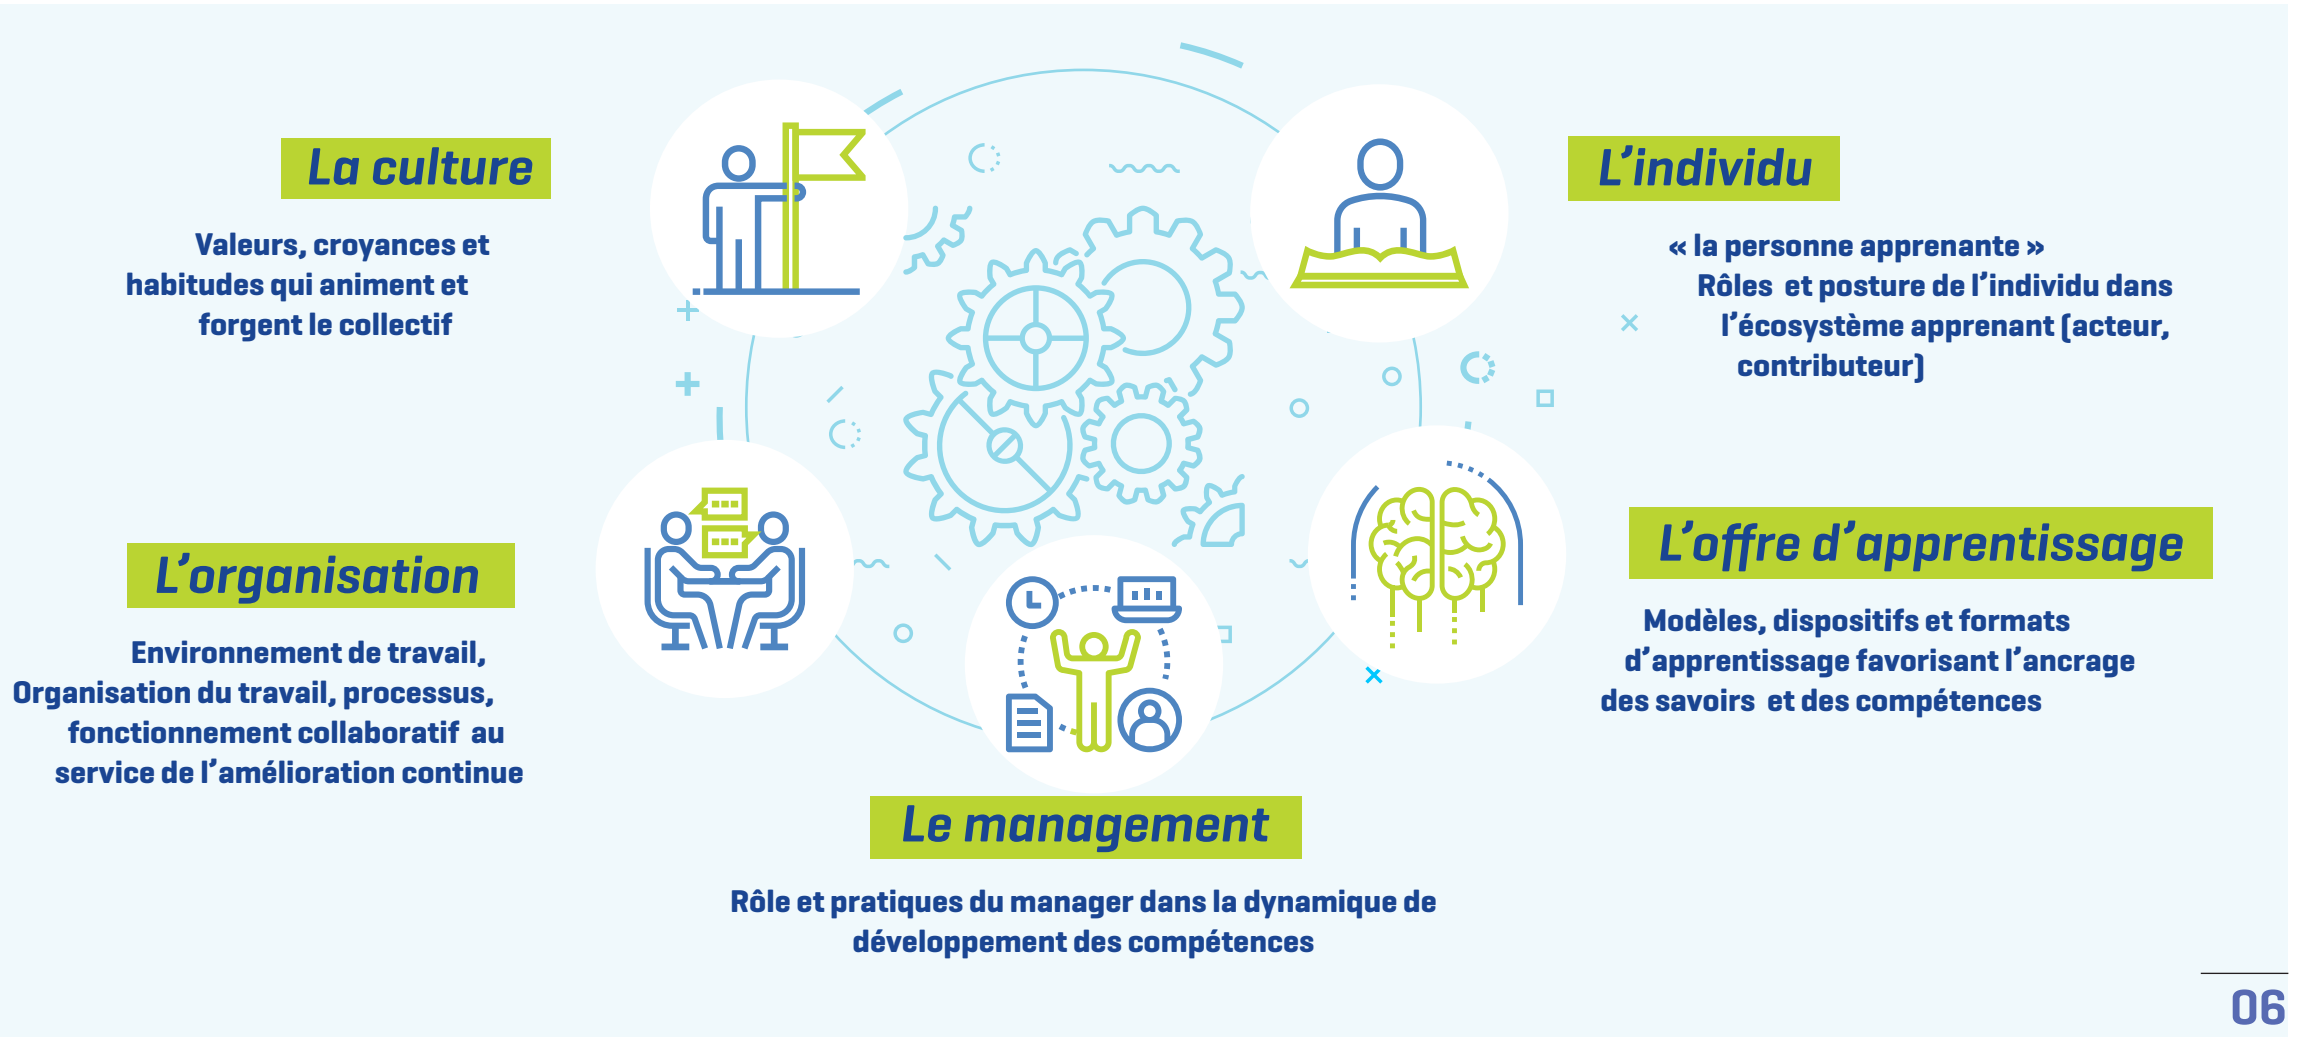 La culture
Valeurs, croyances et
habitudes qui animent et
forgent le collectif
L'individu
« la personne apprenante »
Rôles et posture de l'individu dans
l'écosystème apprenant (acteur,
contributeur)
L'organisation
Environnement de travail,
Organisation du travail, processus,
fonctionnement collaboratif au
service de l'amélioration continue
L'offre d'apprentissage
Modèles, dispositifs et formats
d'apprentissage favorisant l'ancrage
des savoirs et des compétences
Le management
Rôle et pratiques du manager dans la dynamique de
développement des compétences
06